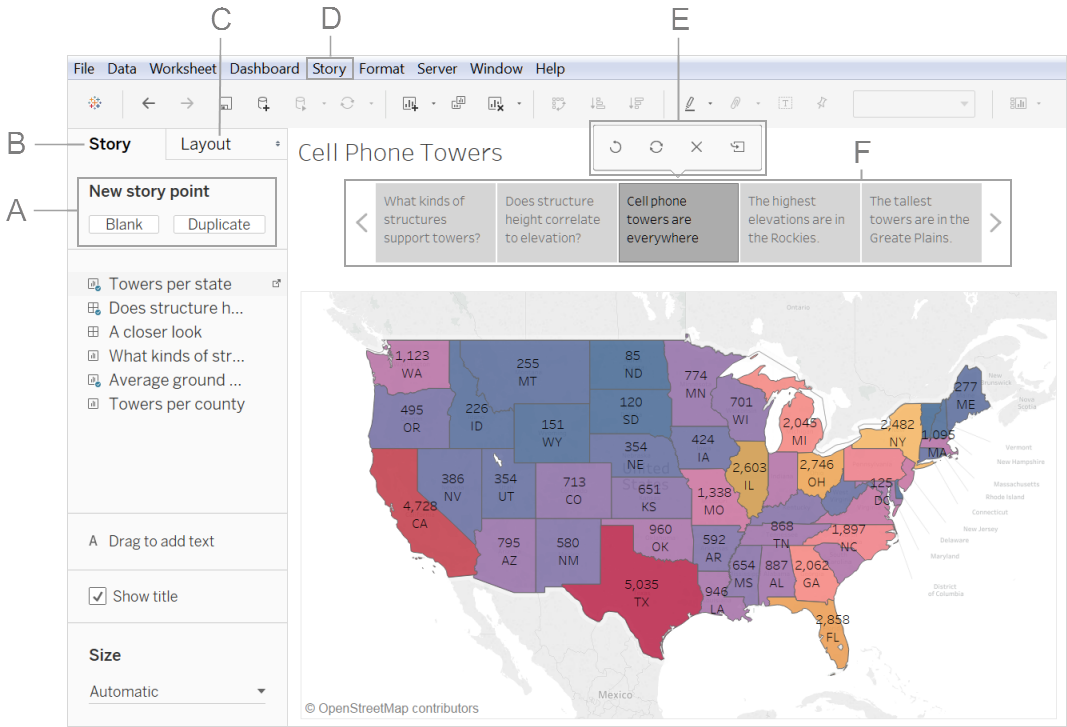 C
D
E
File Data Worksheet Dashboard Story Format Server Window Help
B
Story
Layout
A
New story point
Blank
Duplicate
Towers per state
Does structure h...
A closer look
What kinds of str...
Average ground ...
Towers per county
A Drag to add text
Show title
Size
Automatic
T
Cell Phone Towers
F
What kinds of
structures
support towers?
Does structure
height correlate
to elevation?
Cell phone
towers are
everywhere
The highest
elevations are in
the Rockies.
The tallest
towers are in the
Greate Plains.
Ontario
1,123
WA
255
MT
85
ND
774
MN
277
ME
New
Brunswick
Nova
Scotia
495
OR
226
ID
120
SD
701
WI
2,045
MI
2,482
NY
1,095
MA
151
WY
354
NE
424
IA
United
States
386
NV
354
UT
713
CO
651
KS
1,338
MO
2,603
IL
2,746
OH
125
DC
Vermont
New Hampshire
Massachusetts
Rhode Island
Connecticut
New Jersey
Delaware
Maryland
District
of Columbia
4,728
CA
795
AZ
580
NM
960
OK
592
AR
868
TN
1,897
NC
5,035
TX
946
LA
654
MS
887
AL
2,062
GA
2,858
FL
Mexico
© OpenStreetMap contributors